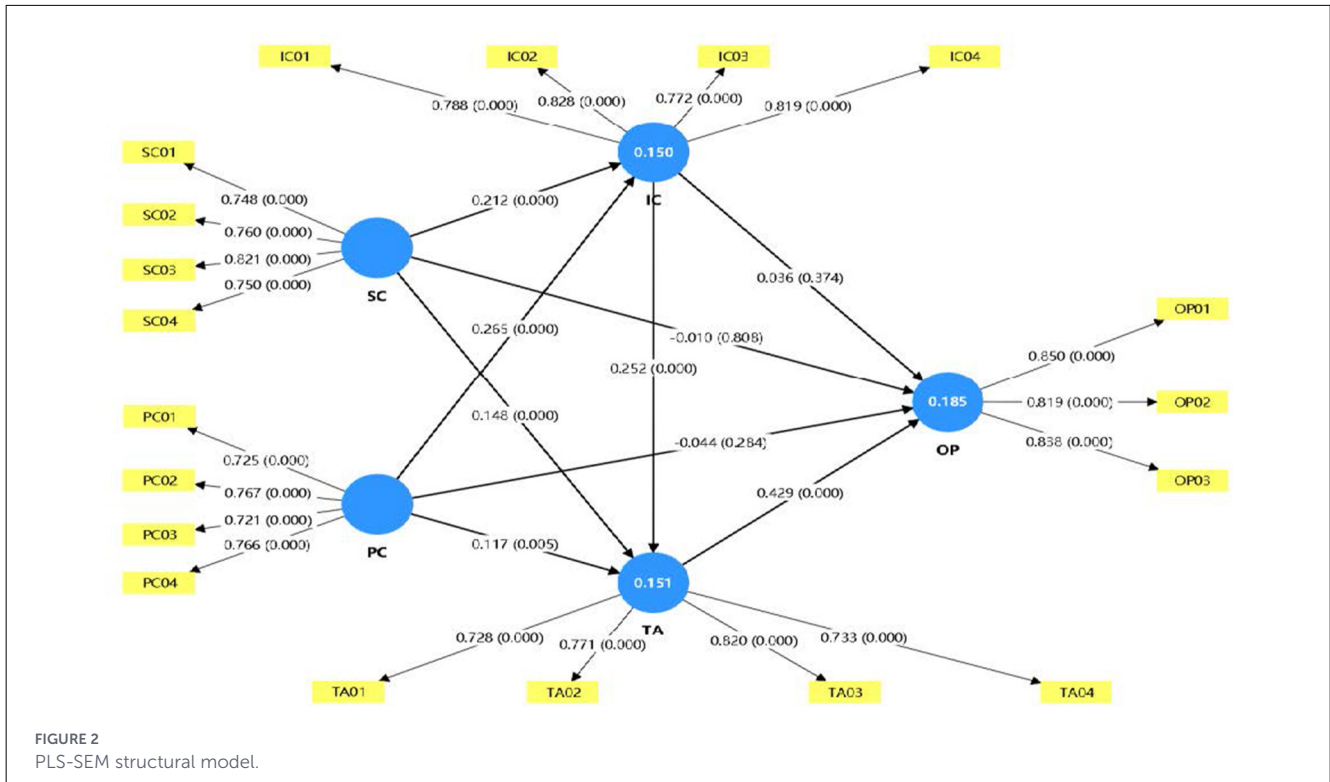 IC01
IC02
IC03
IC04
0.788 (0.000)
0.828 (0.000)
0.772 (0.000)
0.819 (0.000)
0.150
IC
SC01
SC02
SC03
SC04
0.748 (0.000)
0.760 (0.000)
0.821 (0.000)
0.750 (0.000)
SC
0.212 (0.000)
0.036 (0.374)
0.265 (0.000)
-0.010 (0.808)
0.252 (0.000)
0.148 (0.000)
-0.044 (0.284)
0.429 (0.000)
0.117 (0.005)
PC01
PC02
PC03
PC04
0.725 (0.000)
0.767 (0.000)
0.721 (0.000)
0.766 (0.000)
PC
OP01
OP02
OP03
0.850 (0.000)
0.819 (0.000)
0.838 (0.000)
0.185
OP
0.151
TA
0.728 (0.000)
0.771 (0.000)
0.820 (0.000)
0.733 (0.000)
TA01
TA02
TA03
TA04
FIGURE 2
PLS-SEM structural model.